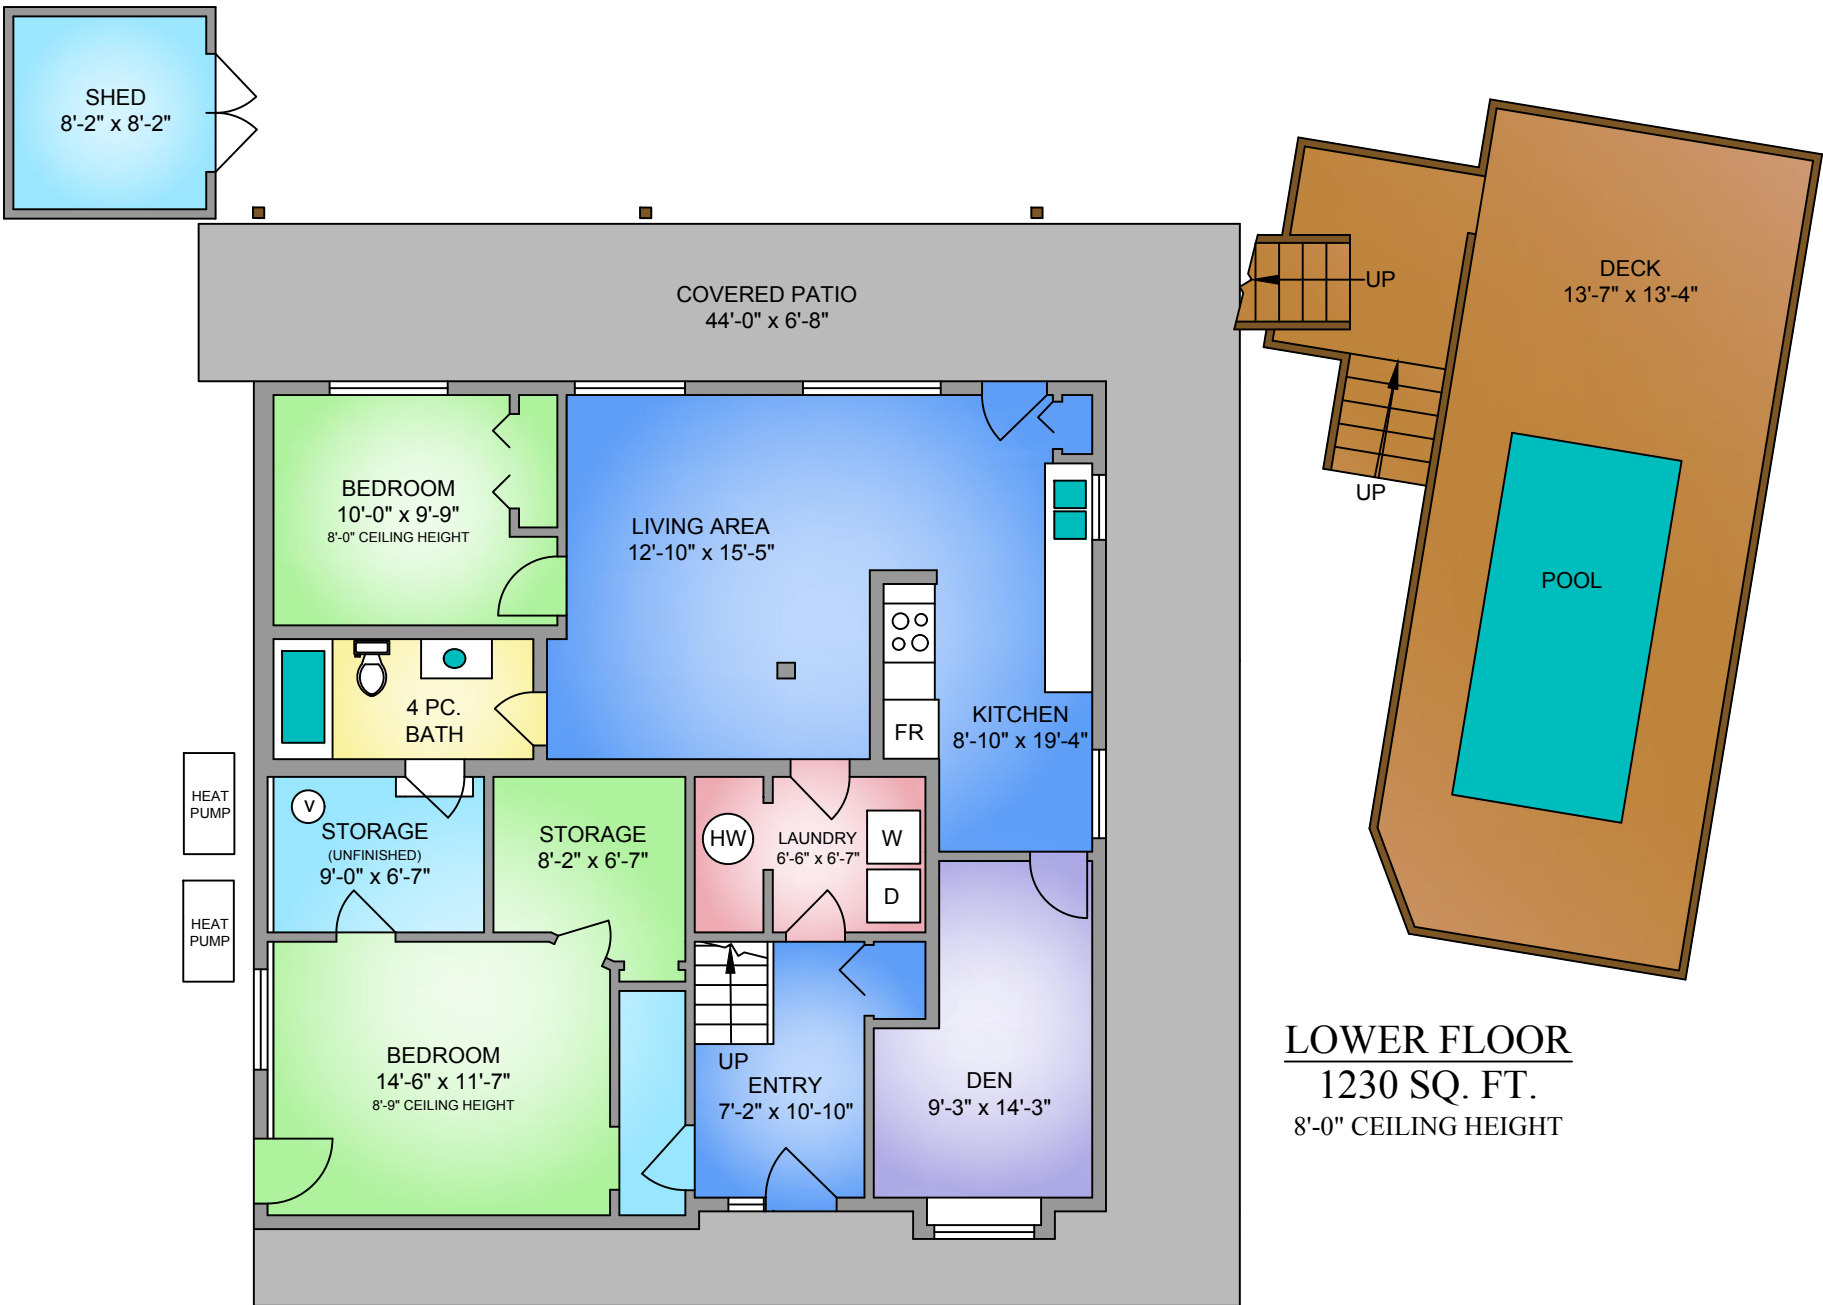 SHED
8'-2" x 8'-2"
COVERED PATIO
44'-0" x 6'-8"
UP
DECK
13'-7" x 13'-4"
UP
POOL
BEDROOM
10'-0" x 9'-9"
8'-0" CEILING HEIGHT
LIVING AREA
12'-10" x 15'-5"
4 PC.
BATH
FR
KITCHEN
8'-10" x 19'-4"
HEAT
PUMP
HEAT
PUMP
V
STORAGE
(UNFINISHED)
9'-0" x 6'-7"
STORAGE
8'-2" x 6'-7"
HW
LAUNDRY
6'-6" x 6'-7"
W
D
BEDROOM
14'-6" x 11'-7"
8'-9" CEILING HEIGHT
UP
ENTRY
7'-2" x 10'-10"
DEN
9'-3" x 14'-3"
LOWER FLOOR
1230 SQ. FT.
8'-0" CEILING HEIGHT